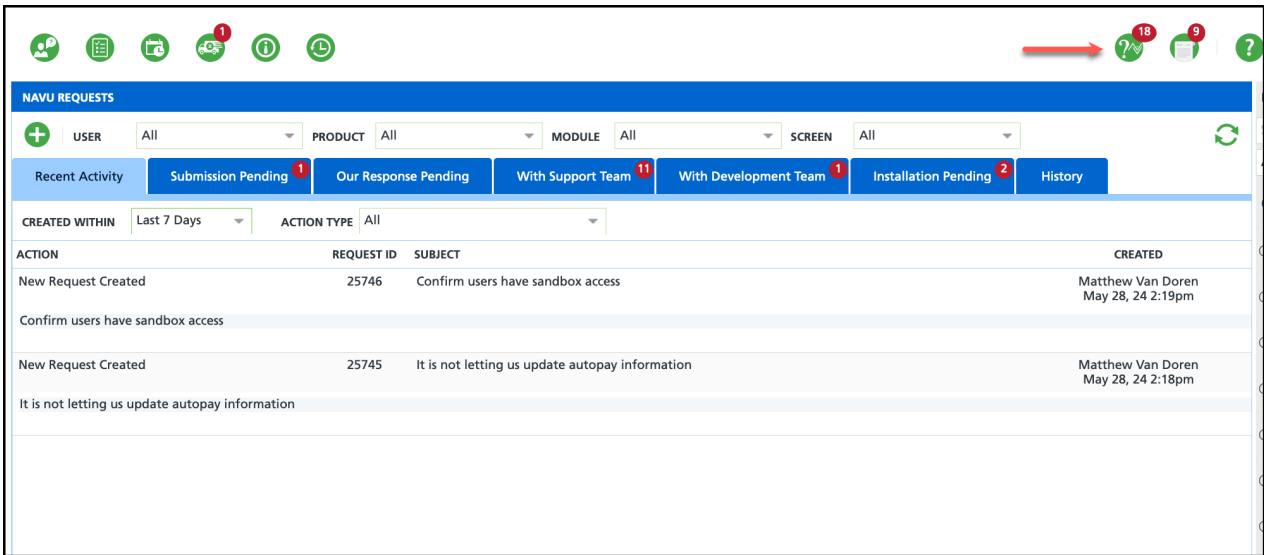 1
18
9
?
NAVU REQUESTS
USER All PRODUCT All MODULE All SCREEN All
Recent Activity Submission Pending 1 Our Response Pending With Support Team 11 With Development Team 1 Installation Pending 2 History
CREATED WITHIN Last 7 Days ACTION TYPE All
ACTION REQUEST ID SUBJECT CREATED
New Request Created 25746 Confirm users have sandbox access Matthew Van Doren
May 28, 24 2:19pm
Confirm users have sandbox access
New Request Created 25745 It is not letting us update autopay information Matthew Van Doren
May 28, 24 2:18pm
It is not letting us update autopay information